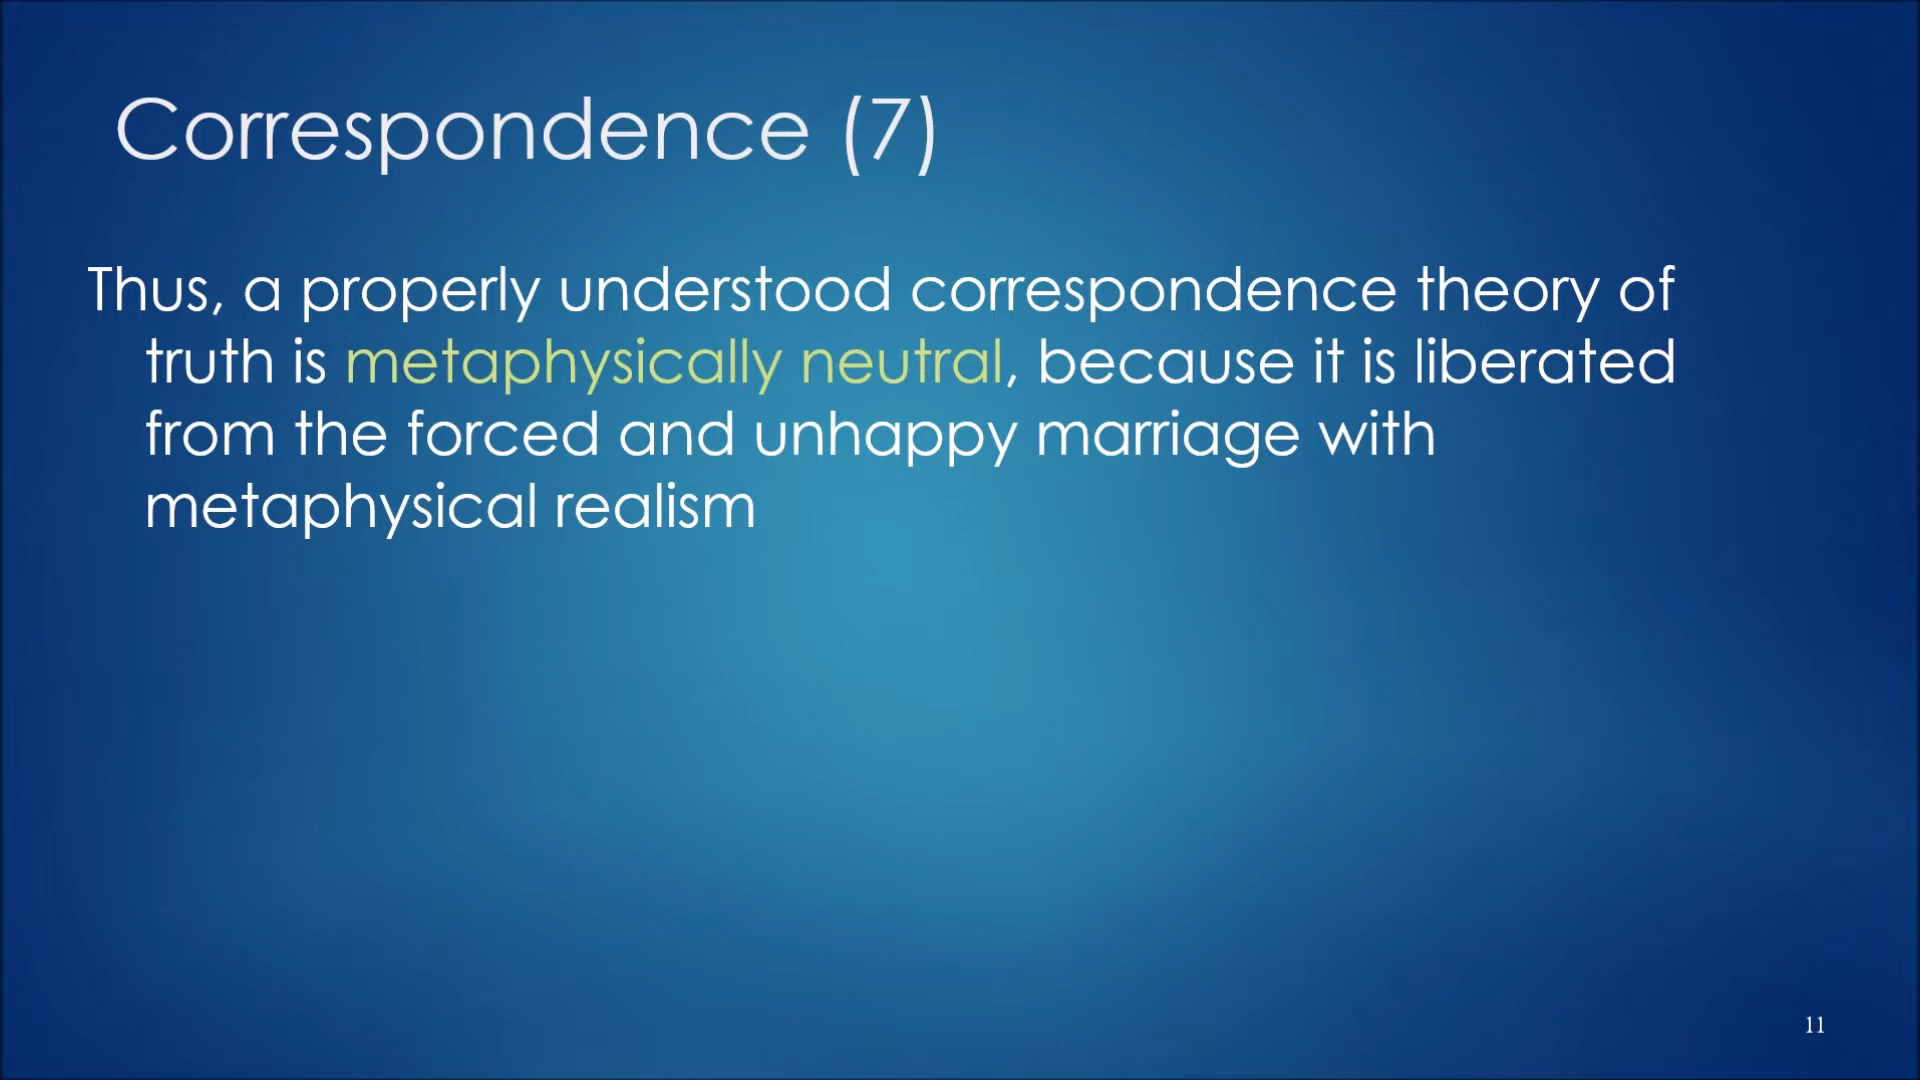 Correspondence (7)
Thus, a properly understood correspondence theory of
truth is metaphysically neutral, because it is liberated
from the forced and unhappy marriage with
metaphysical realism
11